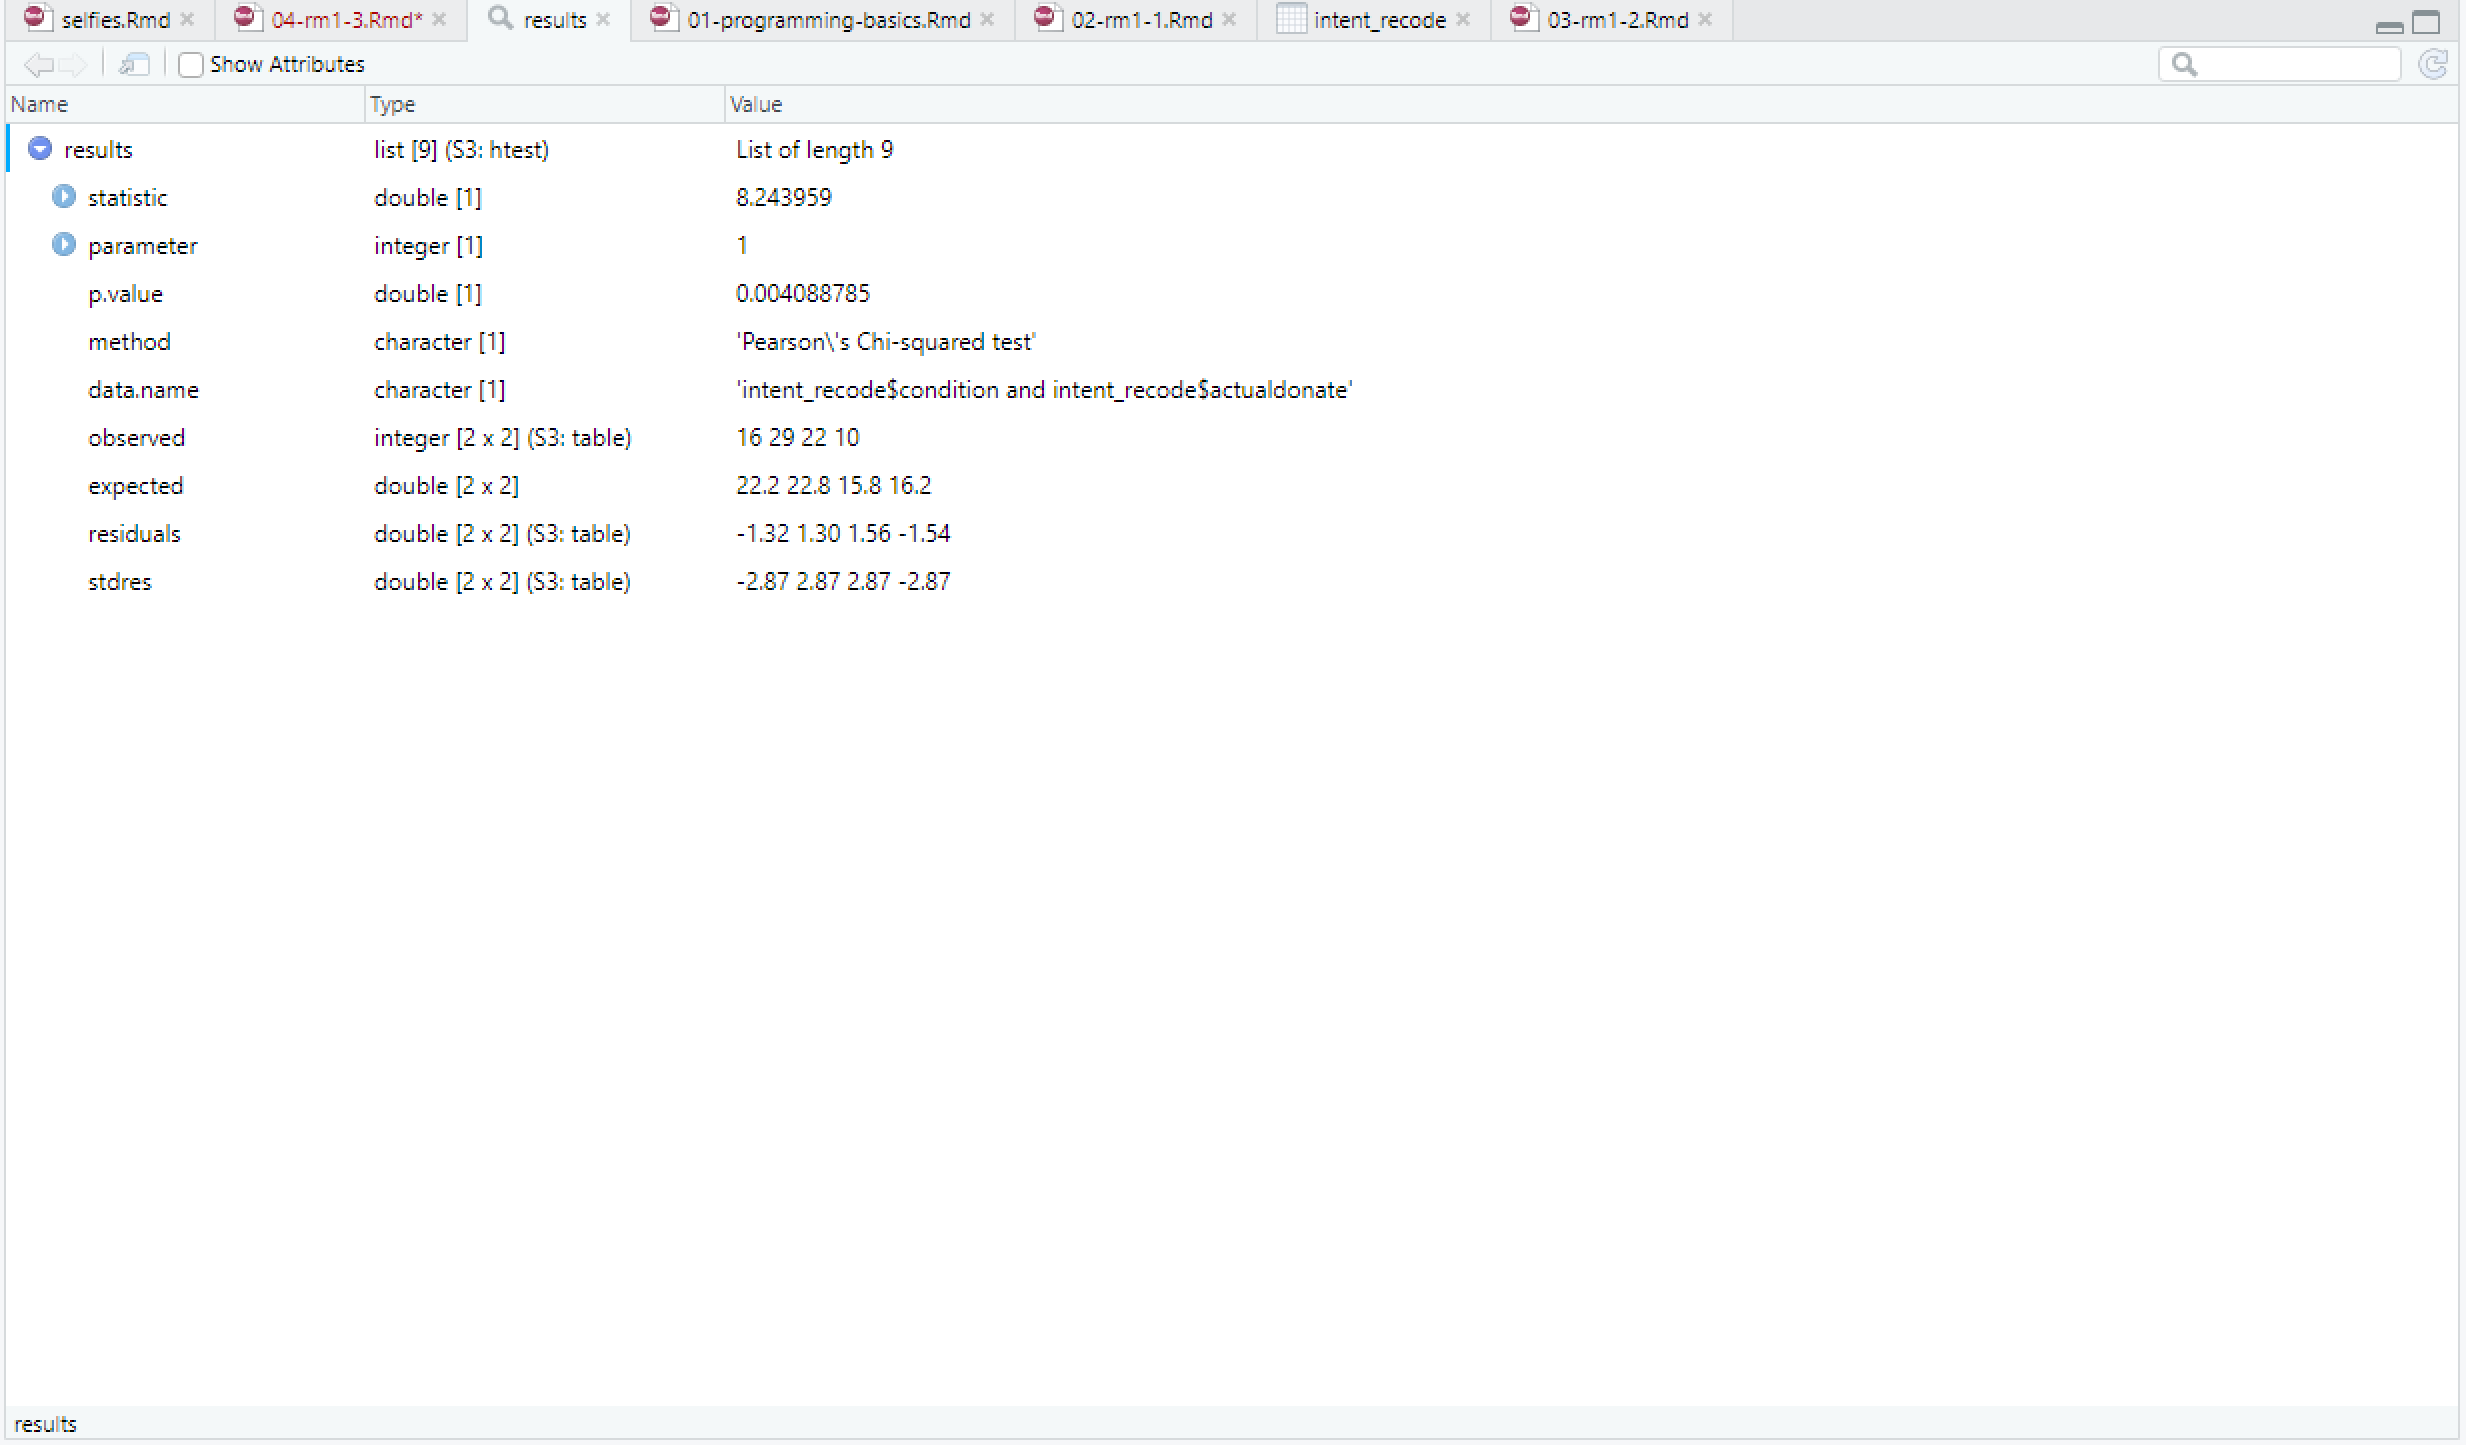 selfies.Rmd 04-rm1-3.Rmd* results 01-programming-basics.Rmd 02-rm1-1.Rmd intent_recode 03-rm1-2.Rmd
Show Attributes
Name Type Value
results list [9] (S3: htest) List of length 9
statistic double [1] 8.243959
parameter integer [1] 1
p.value double [1] 0.004088785
method character [1] 'Pearson\'s Chi-squared test'
data.name character [1] 'intent_recode$condition and intent_recode$actualdonate'
observed integer [2 x 2] (S3: table) 16 29 22 10
expected double [2 x 2] 22.2 22.8 15.8 16.2
residuals double [2 x 2] (S3: table) -1.32 1.30 1.56 -1.54
stdres double [2 x 2] (S3: table) -2.87 2.87 2.87 -2.87
results